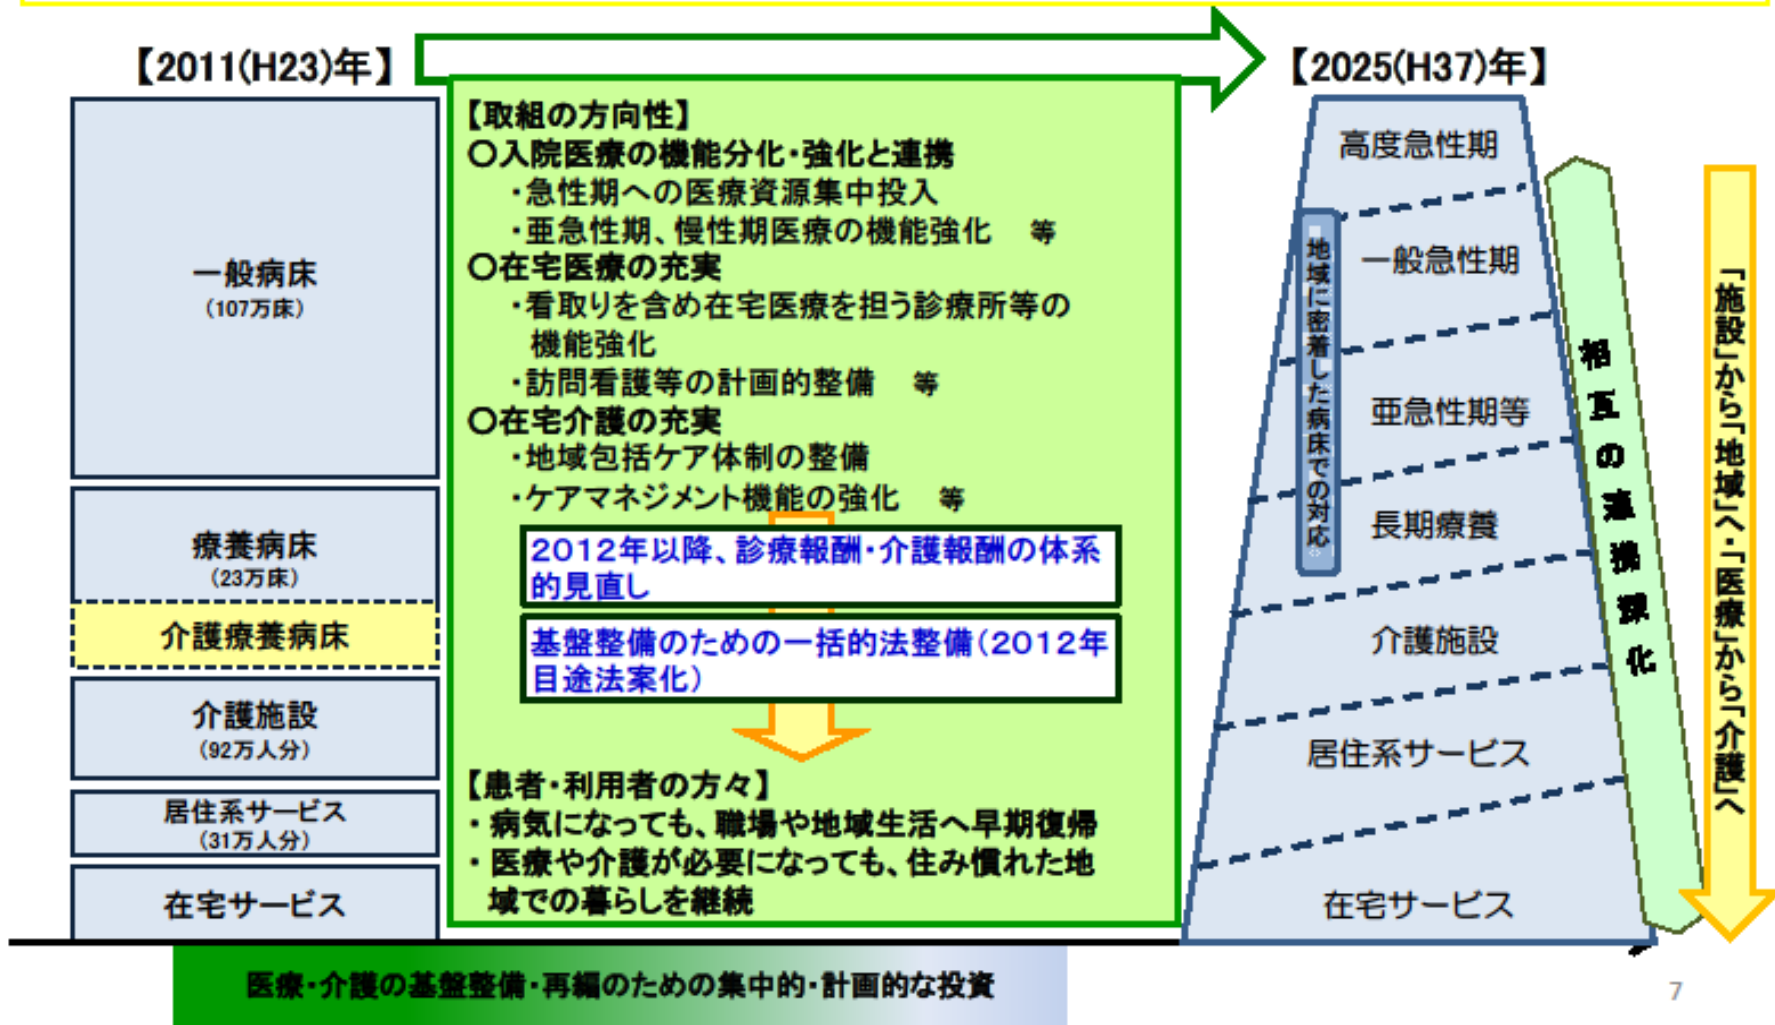 【2011(H23)年】
一般病床
(107万床)
療養病床
(23万床)
介護療養病床
介護施設
(92万人分)
居住系サービス
(31万人分)
在宅サービス
【取組の方向性】
〇入院医療の機能分化・強化と連携
・急性期への医療資源集中投入
・亜急性期、慢性期医療の機能強化 等
〇在宅医療の充実
・看取りを含め在宅医療を担う診療所等の
機能強化
・訪問看護等の計画的整備 等
〇在宅介護の充実
・地域包括ケア体制の整備
・ケアマネジメント機能の強化 等
2012年以降、診療報酬・介護報酬の体系
的見直し
基盤整備のための一括的法整備(2012年
目途法案化)
【患者・利用者の方々】
・病気になっても、職場や地域生活へ早期復帰
・医療や介護が必要になっても、住み慣れた地
域での暮らしを継続
【2025(H37)年】
高度急性期
一般急性期
亜急性期等
長期療養
介護施設
居住系サービス
在宅サービス
地域に密着した病床での対応
相互の連携深化
「施設」から「地域」へ・「医療」から「介護」へ
医療・介護の基盤整備・再編のための集中的・計画的な投資
7